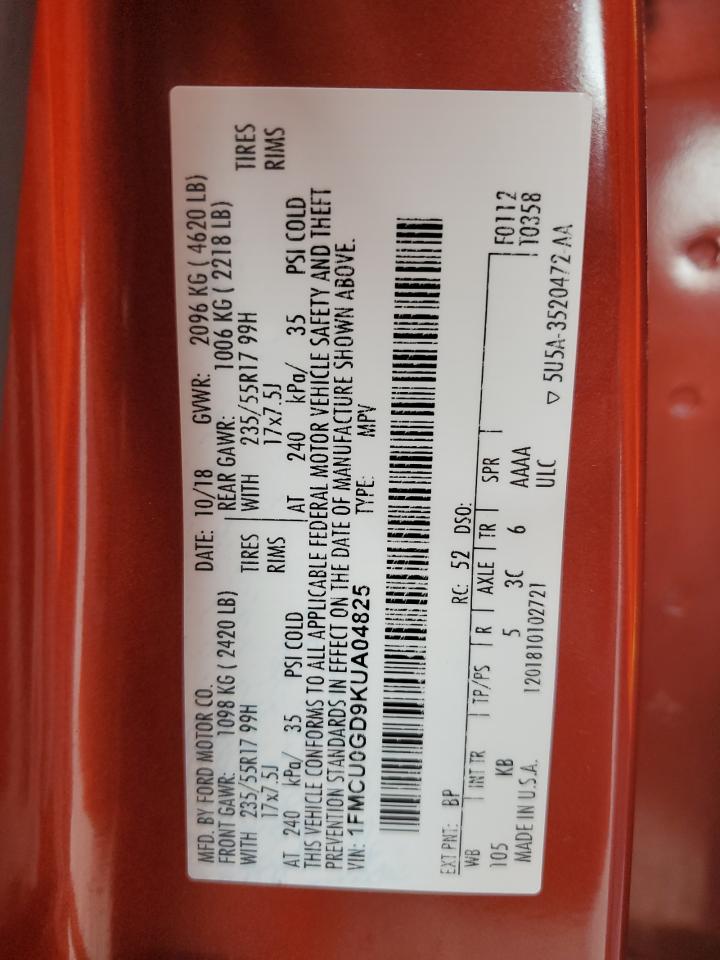 MFD. BY FORD MOTOR CO. DATE: 10/18 GVWR: 2096 KG ( 4620 LB)
FRONT GAWR: 1098 KG ( 2420 LB) REAR GAWR: 1006 KG ( 2218 LB)
WITH 235/55R17 99H TIRES WITH 235/55R17 99H TIRES
17x7.5J RIMS 17x7.5J RIMS
AT 240 kPa/ 35 PSI COLD AT 240 kPa/ 35 PSI COLD
THIS VEHICLE CONFORMS TO ALL APPLICABLE FEDERAL MOTOR VEHICLE SAFETY AND THEFT
PREVENTION STANDARDS IN EFFECT ON THE DATE OF MANUFACTURE SHOWN ABOVE.
VIN: 1FMCU0GD9KUA04825 TYPE: MPV
EXT PNT: BP RC: 52 DSO:
WB INT TR TP/PS R AXLE TR SPR F0112
105 KB 5 3C 6 AAAA T0358
MADE IN U.S.A. 1201810102721 ULC
▽ 5U5A-3520472-AA